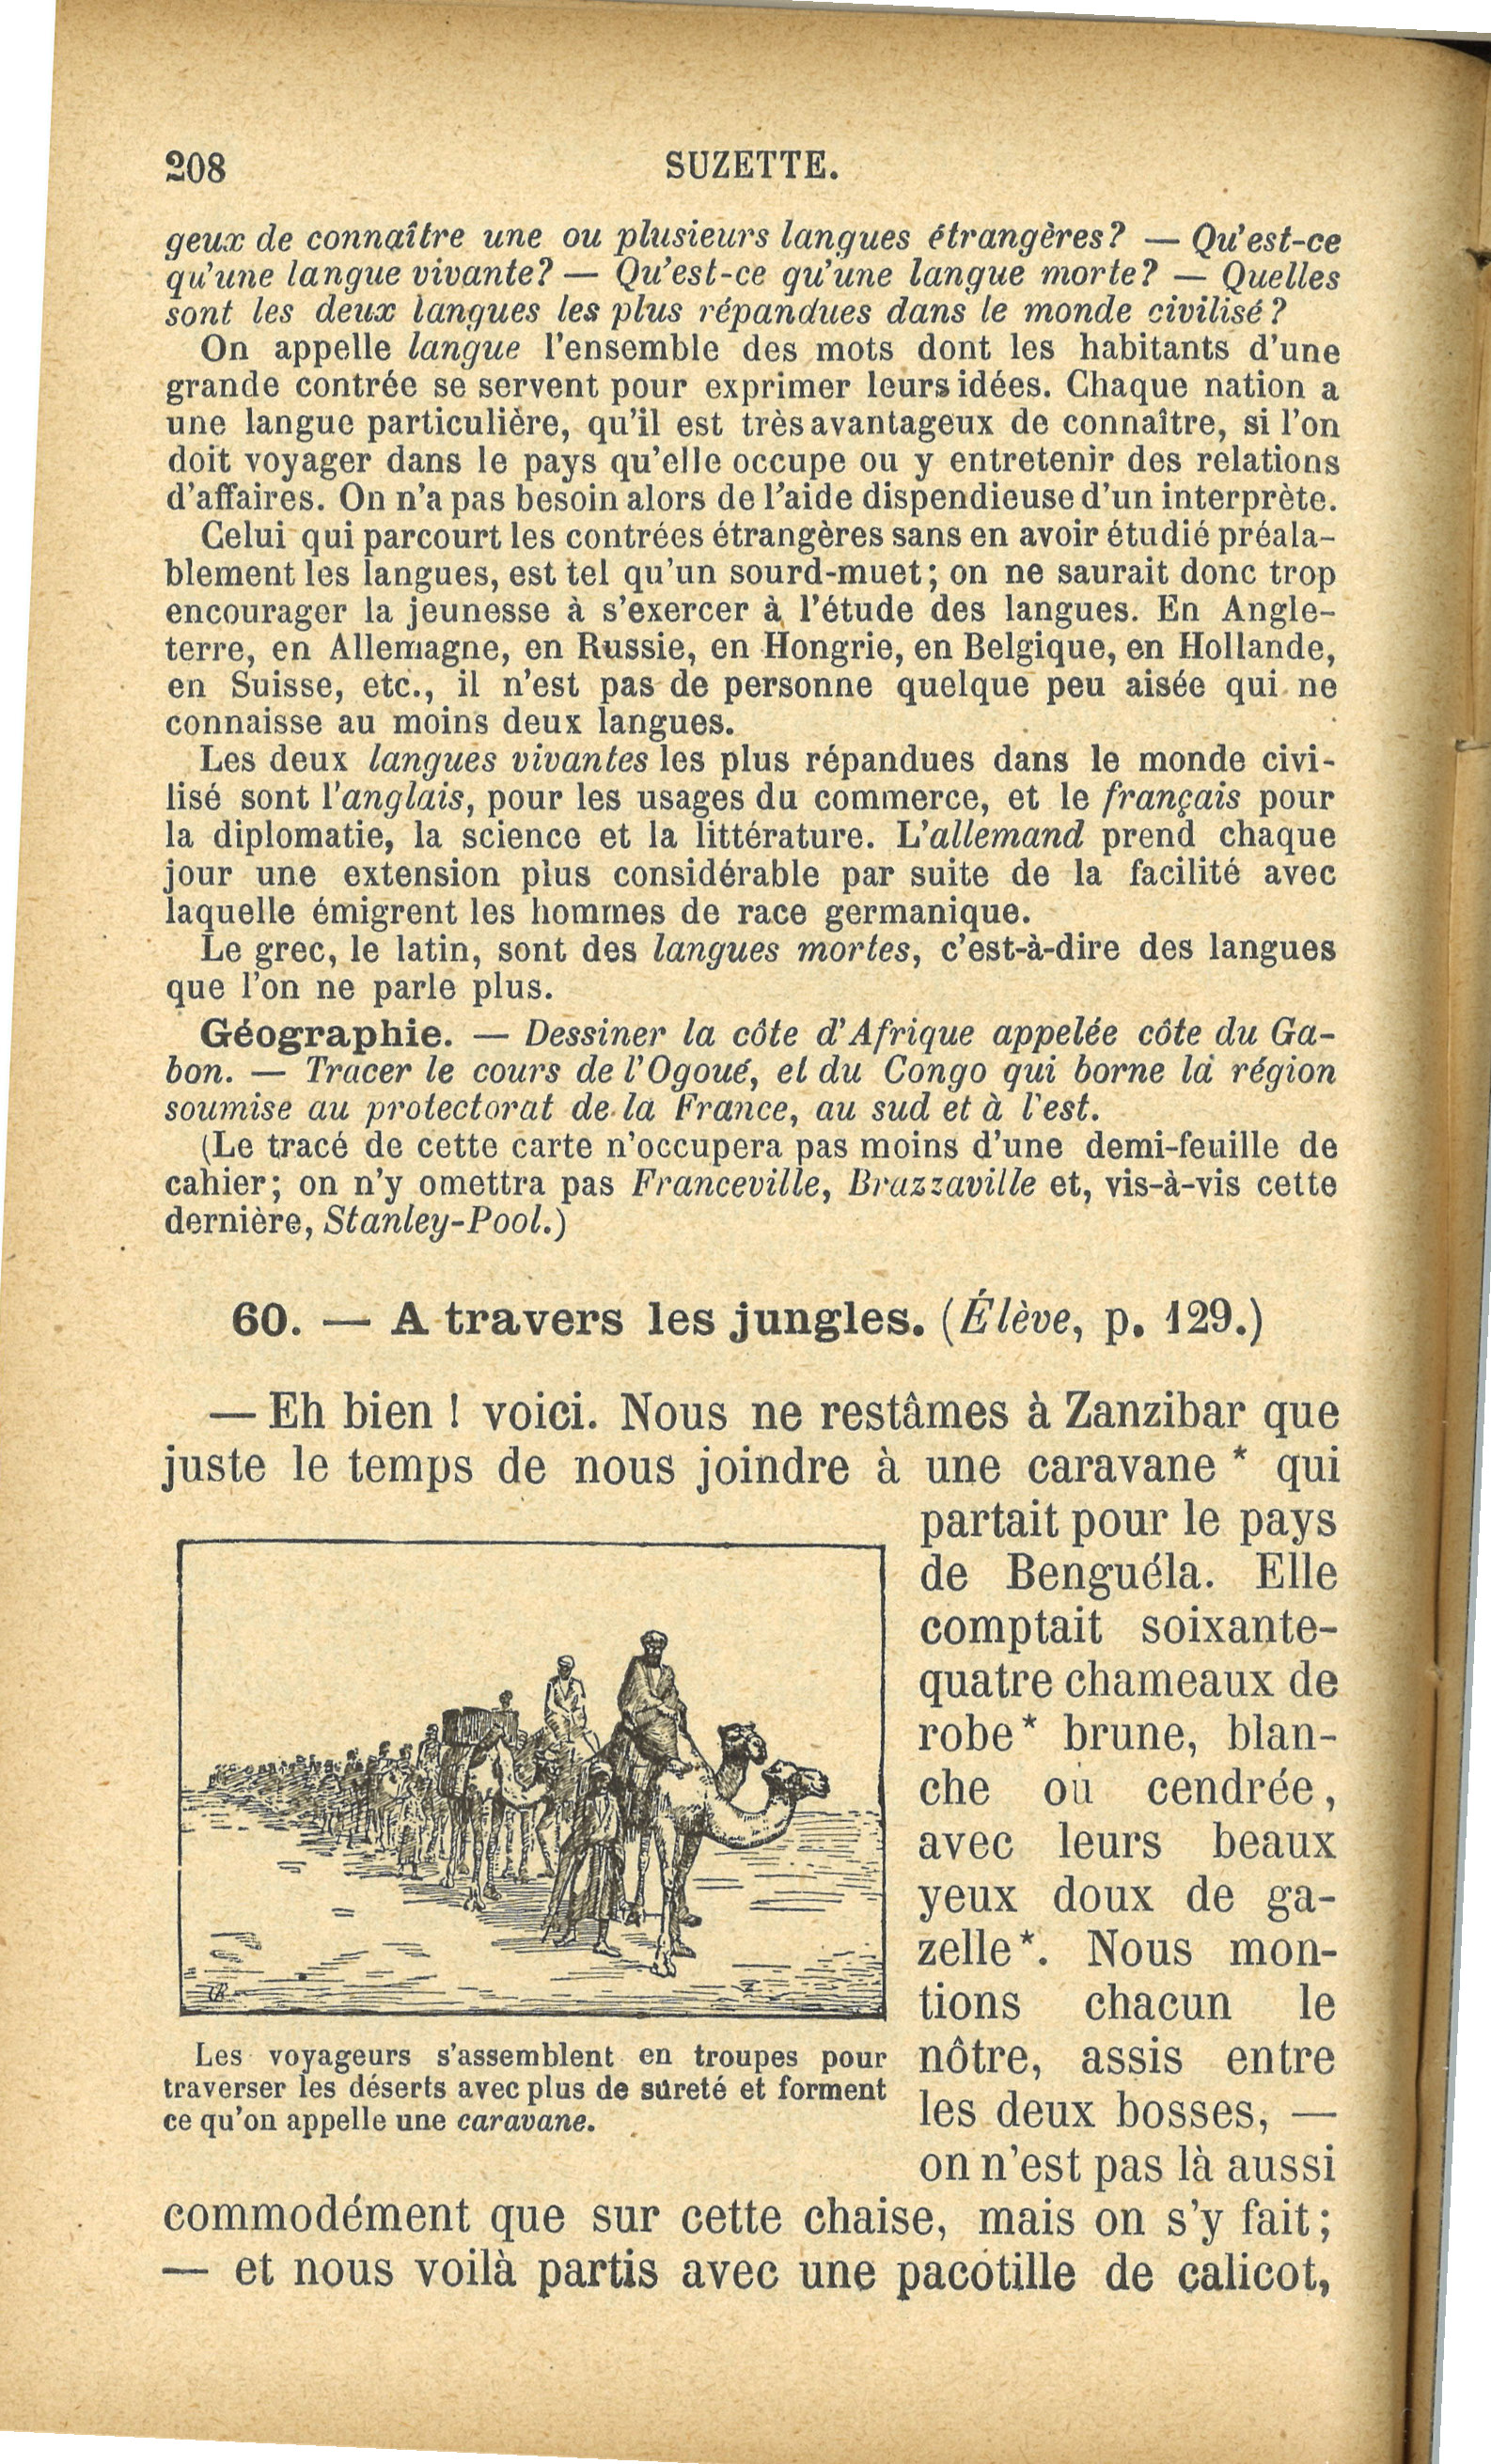 208 SUZETTE.
geux de connaître une ou plusieurs langues étrangères? — Qu'est-ce
qu'une langue vivante? — Qu'est-ce qu'une langue morte? — Quelles
sont les deux langues les plus répandues dans le monde civilisé?
On appelle langue l'ensemble des mots dont les habitants d'une
grande contrée se servent pour exprimer leurs idées. Chaque nation a
une langue particulière, qu'il est très avantageux de connaître, si l'on
doit voyager dans le pays qu'elle occupe ou y entretenir des relations
d'affaires. On n'a pas besoin alors de l'aide dispendieuse d'un interprète.
Celui qui parcourt les contrées étrangères sans en avoir étudié préala-
blement les langues, est tel qu'un sourd-muet; on ne saurait donc trop
encourager la jeunesse à s'exercer à l'étude des langues. En Angle-
terre, en Allemagne, en Russie, en Hongrie, en Belgique, en Hollande,
en Suisse, etc., il n'est pas de personne quelque peu aisée qui ne
connaisse au moins deux langues.
Les deux langues vivantes les plus répandues dans le monde civi-
lisé sont l'anglais, pour les usages du commerce, et le français pour
la diplomatie, la science et la littérature. L'allemand prend chaque
jour une extension plus considérable par suite de la facilité avec
laquelle émigrent les hommes de race germanique.
Le grec, le latin, sont des langues mortes, c'est-à-dire des langues
que l'on ne parle plus.
Géographie. — Dessiner la côte d'Afrique appelée côte du Ga-
bon. — Tracer le cours de l'Ogoué, et du Congo qui borne la région
soumise au protectorat de la France, au sud et à l'est.
(Le tracé de cette carte n'occupera pas moins d'une demi-feuille de
cahier; on n'y omettra pas Franceville, Brazzaville et, vis-à-vis cette
dernière, Stanley-Pool.)
60. — A travers les jungles. (Élève, p. 129.)
— Eh bien ! voici. Nous ne restâmes à Zanzibar que
juste le temps de nous joindre à une caravane * qui
partait pour le pays
de Benguéla. Elle
comptait soixante-
quatre chameaux de
robe* brune, blan-
che ou cendrée,
avec leurs beaux
yeux doux de ga-
zelle*. Nous mon-
tions chacun le
nôtre, assis entre
les deux bosses, —
on n'est pas là aussi
commodément que sur cette chaise, mais on s'y fait;
— et nous voilà partis avec une pacotille de calicot,
Les voyageurs s'assemblent en troupes pour
traverser les déserts avec plus de sûreté et forment
ce qu'on appelle une caravane.